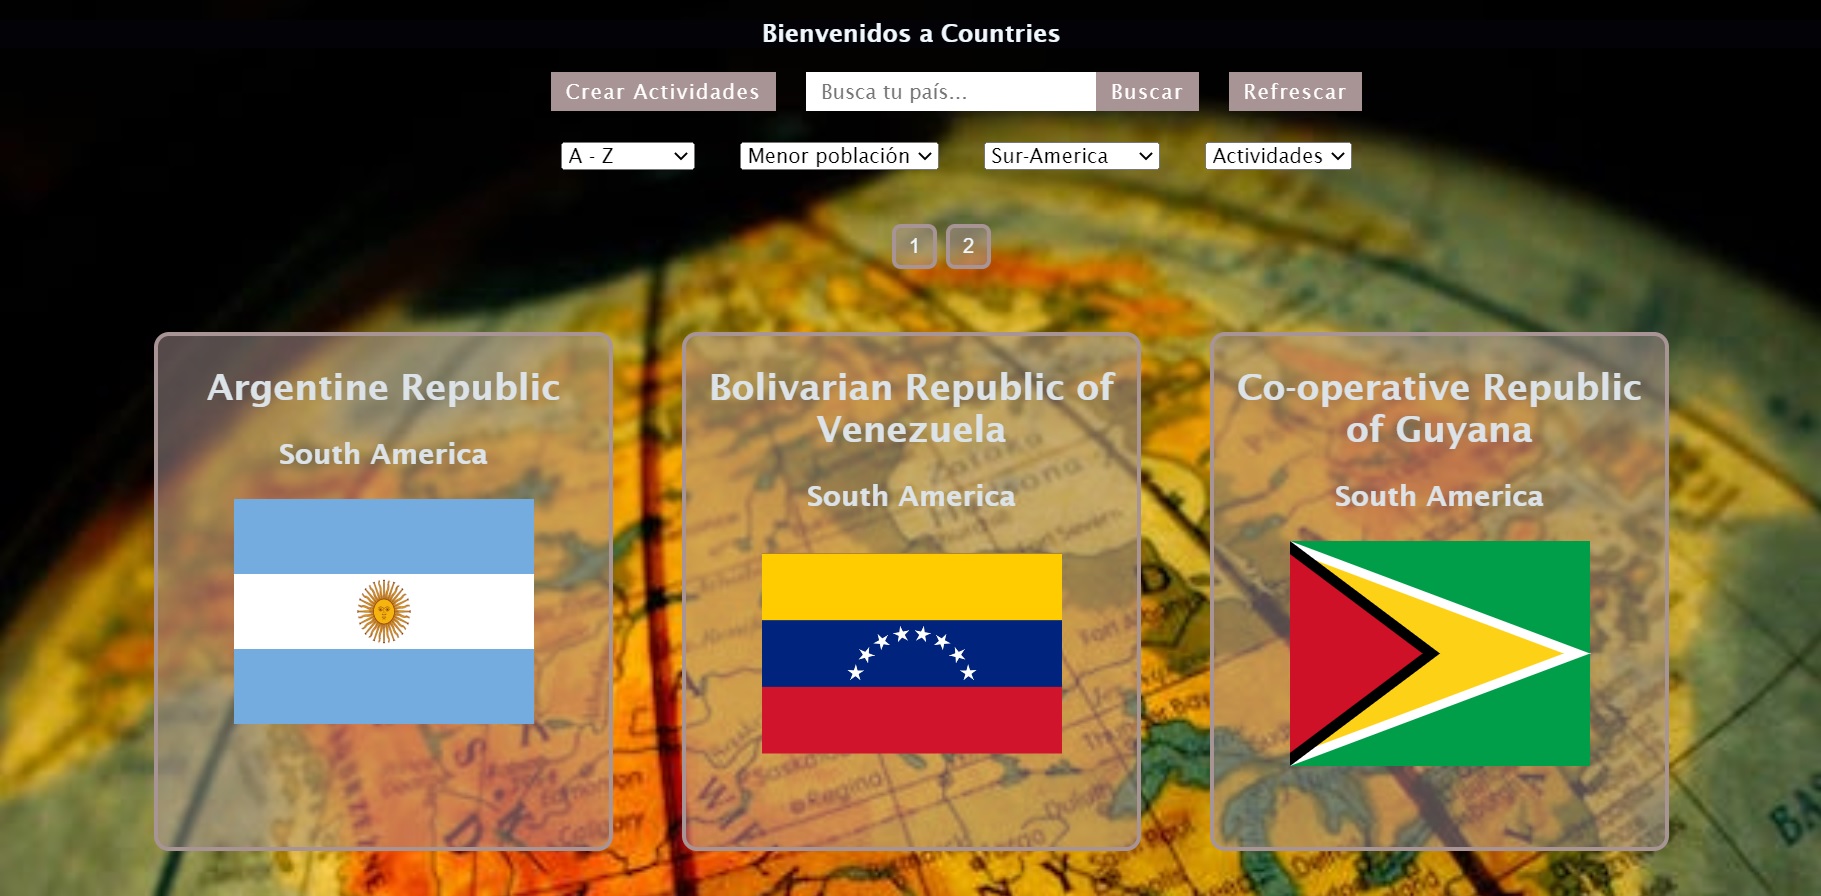 Bienvenidos a Countries
Crear Actividades
Busca tu país...
Buscar
Refrescar
A - Z
Menor población
Sur-America
Actividades
1 2
Argentine Republic
South America
Bolivarian Republic of
Venezuela
South America
Co-operative Republic
of Guyana
South America
Regina